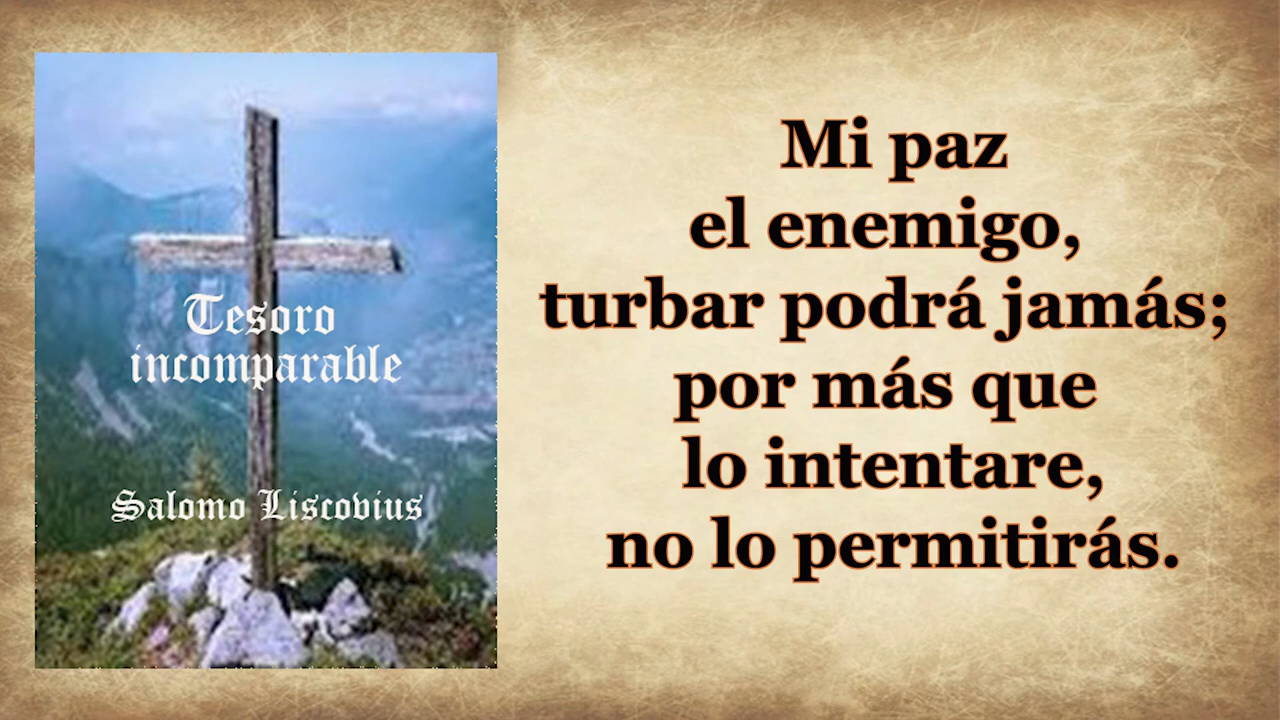 Tesoro
incomparable
Salomo Liscovius
Mi paz
el enemigo,
turbar podrá jamás;
por más que
lo intentare,
no lo permitirás.